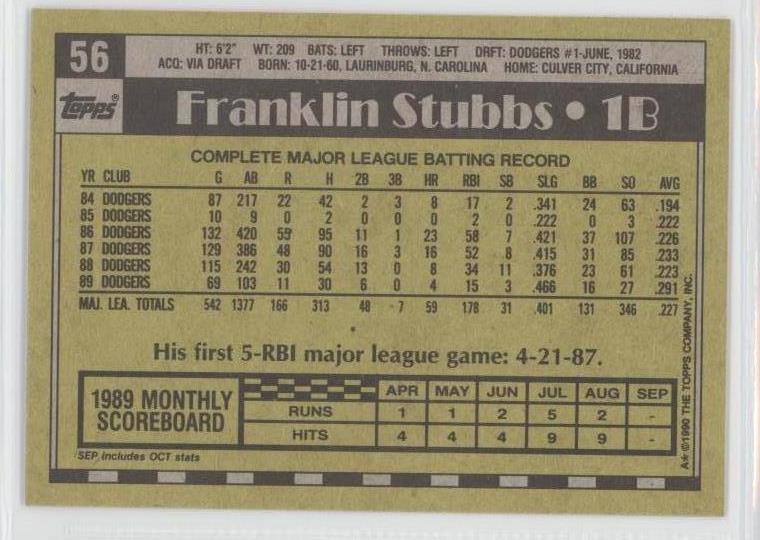 56
HT: 6'2" WT: 209 BATS: LEFT THROWS: LEFT DRFT: DODGERS #1-JUNE, 1982
ACQ: VIA DRAFT BORN: 10-21-60, LAURINBURG, N. CAROLINA HOME: CULVER CITY, CALIFORNIA
Topps®
Franklin Stubbs • 1B
COMPLETE MAJOR LEAGUE BATTING RECORD
YR CLUB G AB R H 2B 3B HR RBI SB SLG BB SO AVG
84 DODGERS 87 217 22 42 2 3 8 17 2 .341 24 63 .194
85 DODGERS 10 9 0 2 0 0 0 2 0 .222 0 3 .222
86 DODGERS 132 420 55 95 11 1 23 58 7 .421 37 107 .226
87 DODGERS 129 386 48 90 16 3 16 52 8 .415 31 85 .233
88 DODGERS 115 242 30 54 13 0 8 34 11 .376 23 61 .223
89 DODGERS 69 103 11 30 6 0 4 15 3 .466 16 27 .291
MAJ. LEA. TOTALS 542 1377 166 313 48 7 59 178 31 .401 131 346 .227
His first 5-RBI major league game: 4-21-87.
1989 MONTHLY SCOREBOARD
APR MAY JUN JUL AUG SEP
RUNS 1 1 2 5 2 -
HITS 4 4 4 9 9 -
SEP includes OCT stats
A* ©1990 THE TOPPS COMPANY, INC.